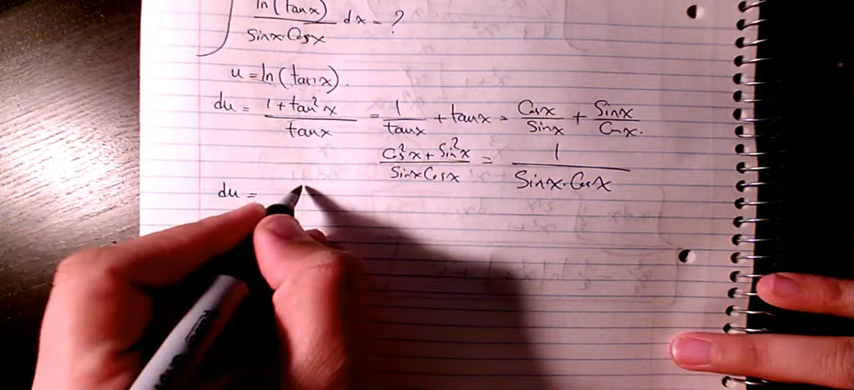 ∫ ln(tanx) / Sinx·Cosx dx = ?
u = ln(tanx).
du = 1+tan²x / tanx = 1 / tanx + tanx = Cosx / Sinx + Sinx / Cosx.
Cos²x + Sin²x / Sinx Cosx = 1 / Sinx·Cosx
du =